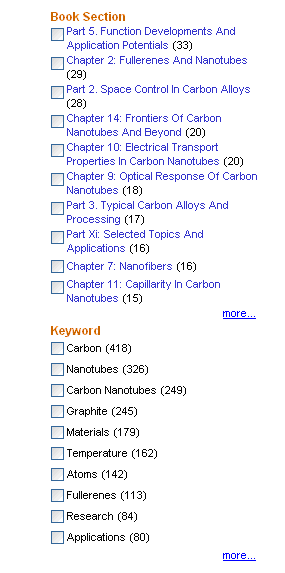 Book Section
Part 5. Function Developments And
Application Potentials (33)
Chapter 2: Fullerenes And Nanotubes
(29)
Part 2. Space Control In Carbon Alloys
(28)
Chapter 14: Frontiers Of Carbon
Nanotubes And Beyond (20)
Chapter 10: Electrical Transport
Properties In Carbon Nanotubes (20)
Chapter 9: Optical Response Of Carbon
Nanotubes (18)
Part 3. Typical Carbon Alloys And
Processing (17)
Part Xi: Selected Topics And
Applications (16)
Chapter 7: Nanofibers (16)
Chapter 11: Capillarity In Carbon
Nanotubes (15)
more...
Keyword
Carbon (418)
Nanotubes (326)
Carbon Nanotubes (249)
Graphite (245)
Materials (179)
Temperature (162)
Atoms (142)
Fullerenes (113)
Research (84)
Applications (80)
more...